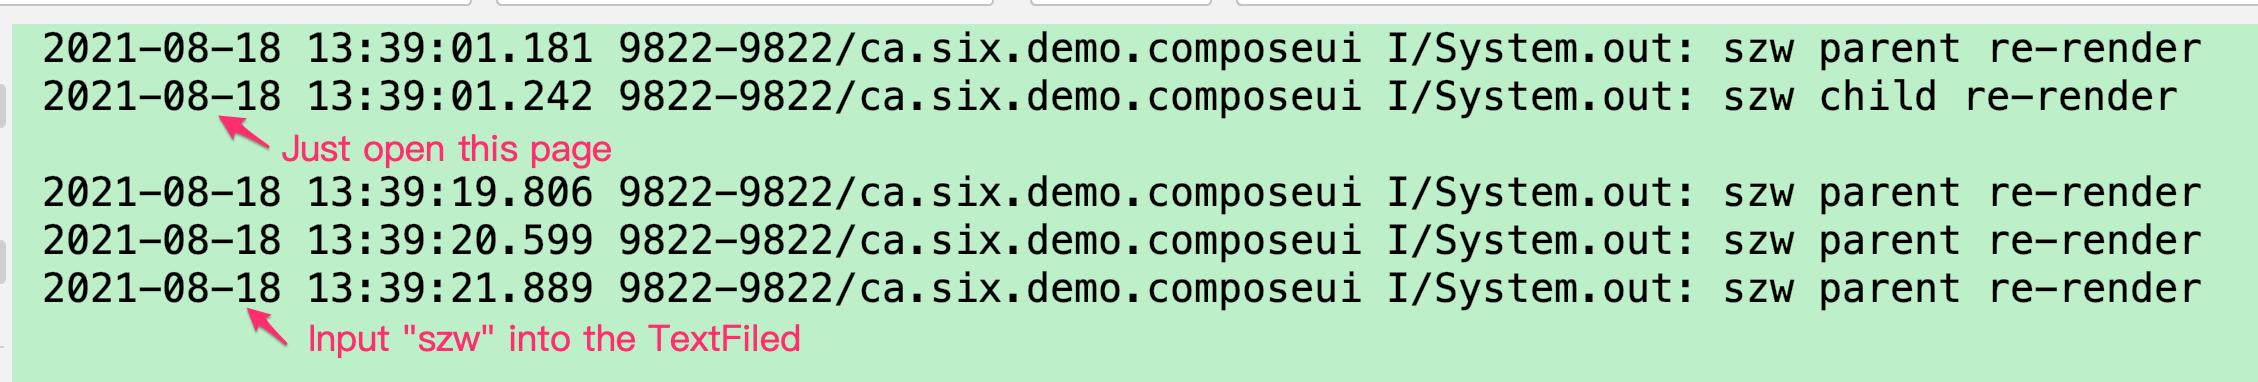 2021-08-18 13:39:01.181 9822-9822/ca.six.demo.composeui I/System.out: szw parent re-render
2021-08-18 13:39:01.242 9822-9822/ca.six.demo.composeui I/System.out: szw child re-render
Just open this page
2021-08-18 13:39:19.806 9822-9822/ca.six.demo.composeui I/System.out: szw parent re-render
2021-08-18 13:39:20.599 9822-9822/ca.six.demo.composeui I/System.out: szw parent re-render
2021-08-18 13:39:21.889 9822-9822/ca.six.demo.composeui I/System.out: szw parent re-render
Input "szw" into the TextFiled